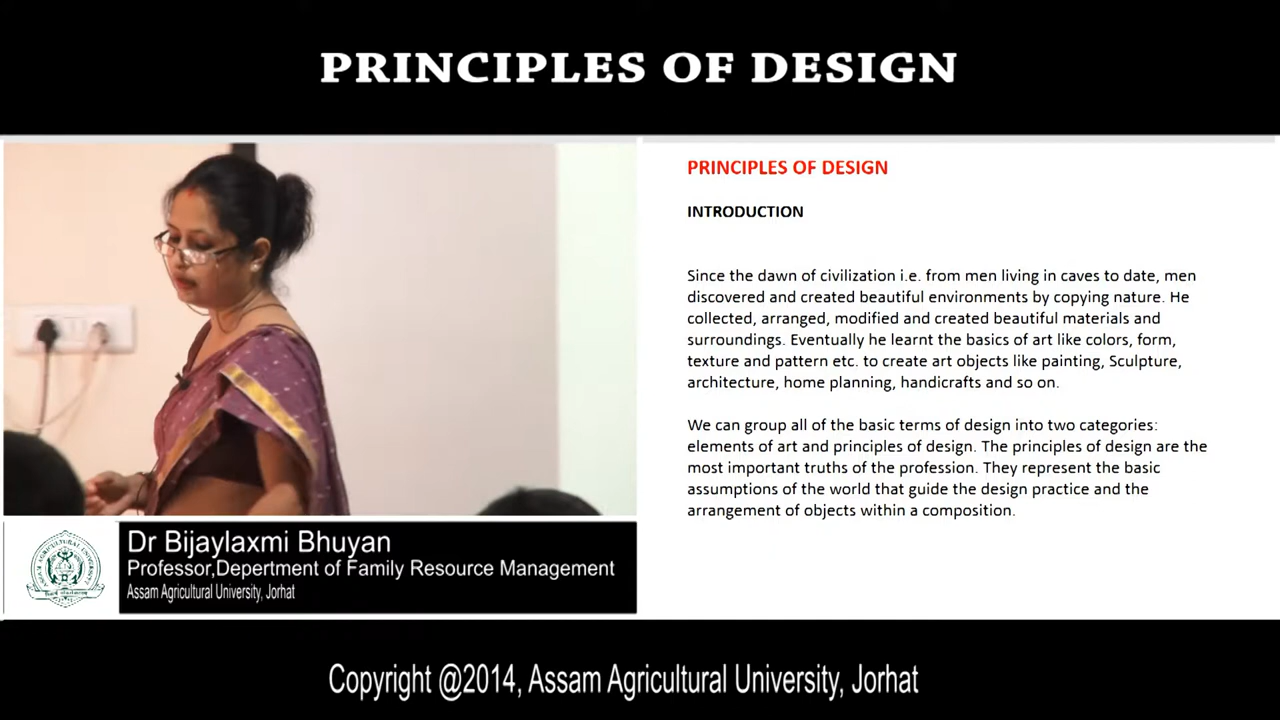 PRINCIPLES OF DESIGN
PRINCIPLES OF DESIGN
INTRODUCTION
Since the dawn of civilization i.e. from men living in caves to date, men
discovered and created beautiful environments by copying nature. He
collected, arranged, modified and created beautiful materials and
surroundings. Eventually he learnt the basics of art like colors, form,
texture and pattern etc. to create art objects like painting, Sculpture,
architecture, home planning, handicrafts and so on.
We can group all of the basic terms of design into two categories:
elements of art and principles of design. The principles of design are the
most important truths of the profession. They represent the basic
assumptions of the world that guide the design practice and the
arrangement of objects within a composition.
Dr Bijaylaxmi Bhuyan
Professor,Depertment of Family Resource Management
Assam Agricultural University, Jorhat
Copyright @2014, Assam Agricultural University, Jorhat